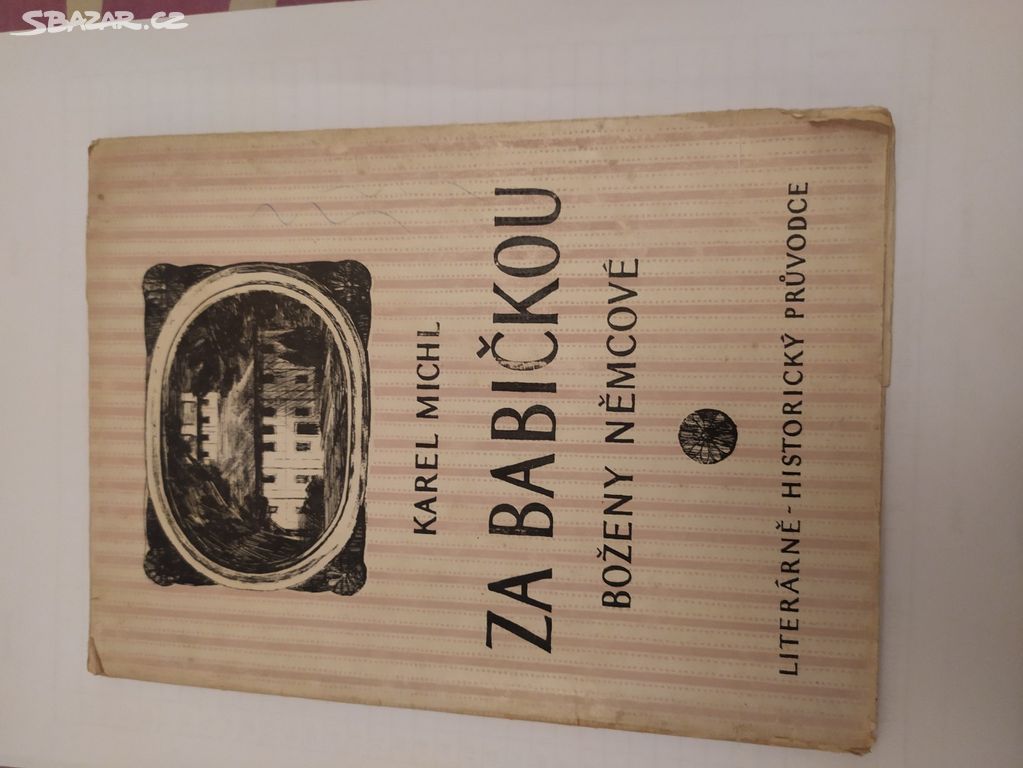 SBAZAR.CZ
KAREL MICHL
ZA BABIČKOU
BOŽENY NĚMCOVÉ
LITERÁRNĚ-HISTORICKÝ PRŮVODCE